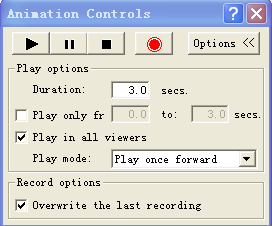 Animation Controls
Options <<
Play options
Duration: 3.0 secs.
Play only fr 0.0 to: 3.0 secs.
Play in all viewers
Play mode: Play once forward
Record options
Overwrite the last recording